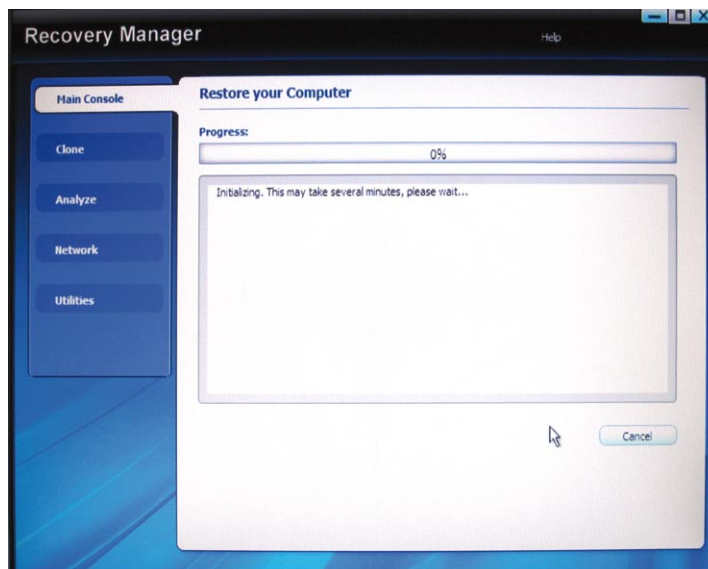 Recovery Manager
Help
Main Console
Clone
Analyze
Network
Utilities
Restore your Computer
Progress:
0%
Initializing. This may take several minutes, please wait...
Cancel